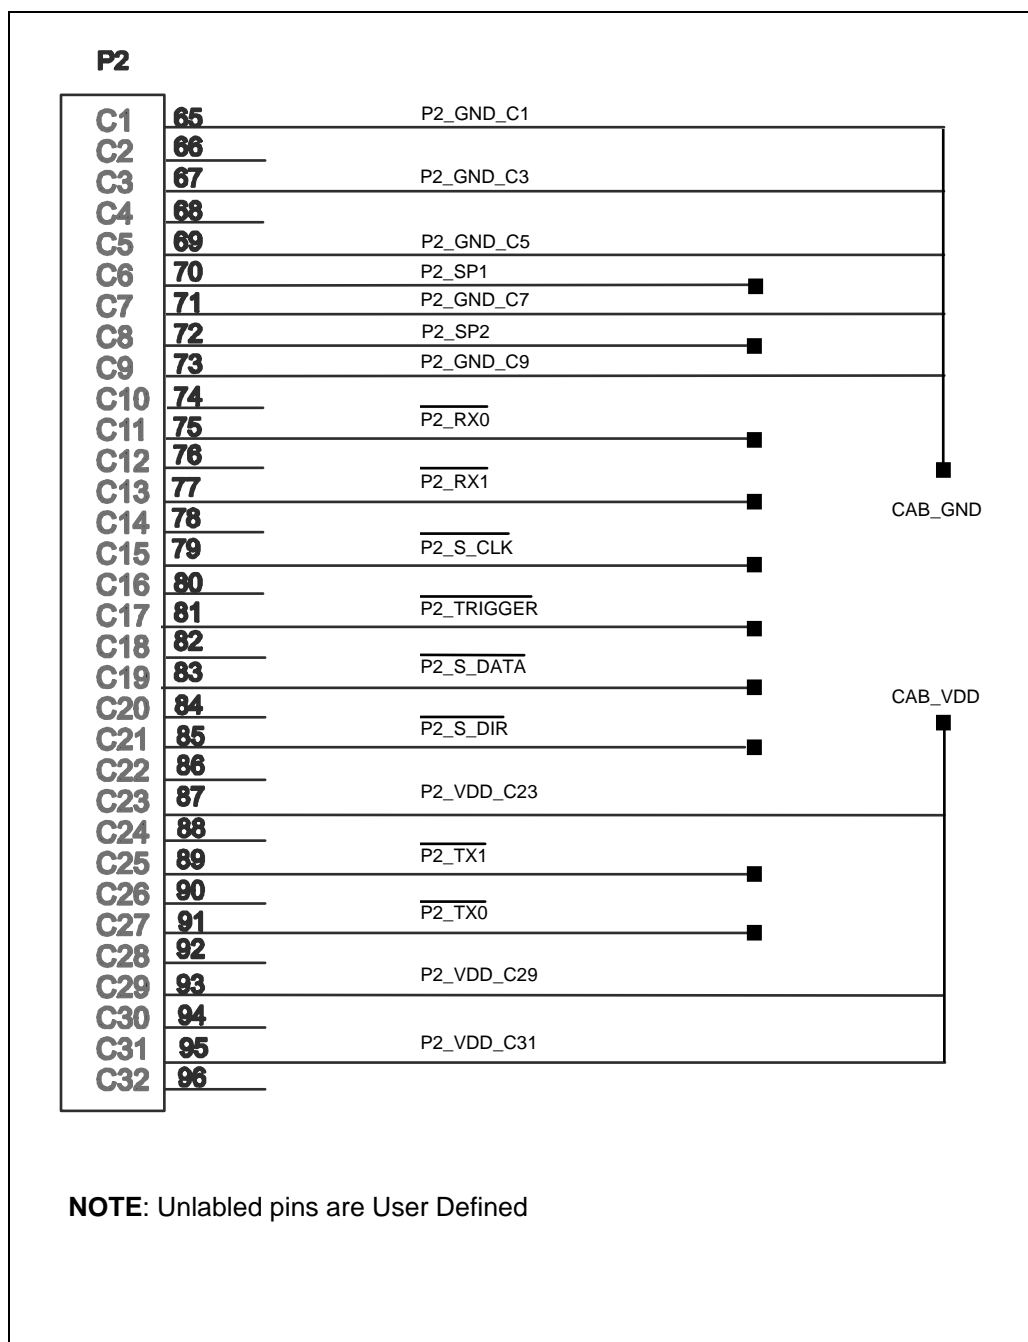 P2
C1 65 P2_GND_C1
C2 66
C3 67 P2_GND_C3
C4 68
C5 69 P2_GND_C5
C6 70 P2_SP1
C7 71 P2_GND_C7
C8 72 P2_SP2
C9 73 P2_GND_C9
C10 74
C11 75 P2_RX0
C12 76
C13 77 P2_RX1
CAB_GND
C14 78
C15 79 P2_S_CLK
C16 80
C17 81 P2_TRIGGER
C18 82
C19 83 P2_S_DATA
CAB_VDD
C20 84
C21 85 P2_S_DIR
C22 86
C23 87 P2_VDD_C23
C24 88
C25 89 P2_TX1
C26 90
C27 91 P2_TX0
C28 92
C29 93 P2_VDD_C29
C30 94
C31 95 P2_VDD_C31
C32 96
NOTE: Unlabled pins are User Defined